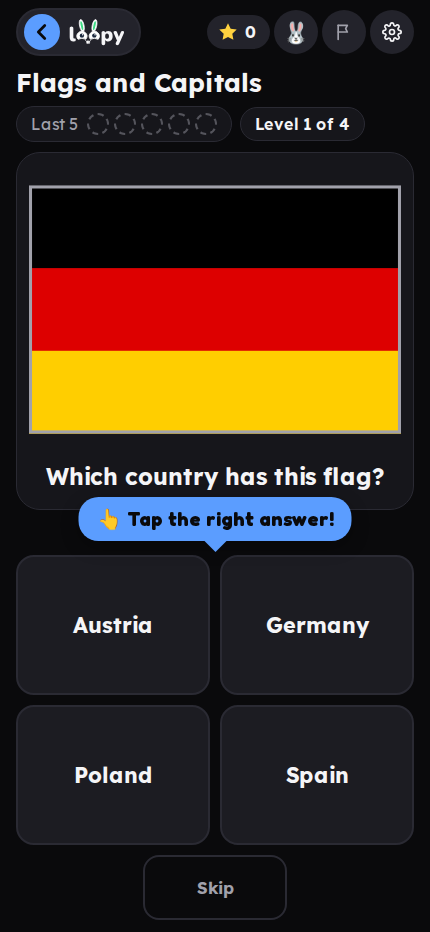 loopy
0
Flags and Capitals
Last 5
Level 1 of 4
Which country has this flag?
👆 Tap the right answer!
Austria
Germany
Poland
Spain
Skip